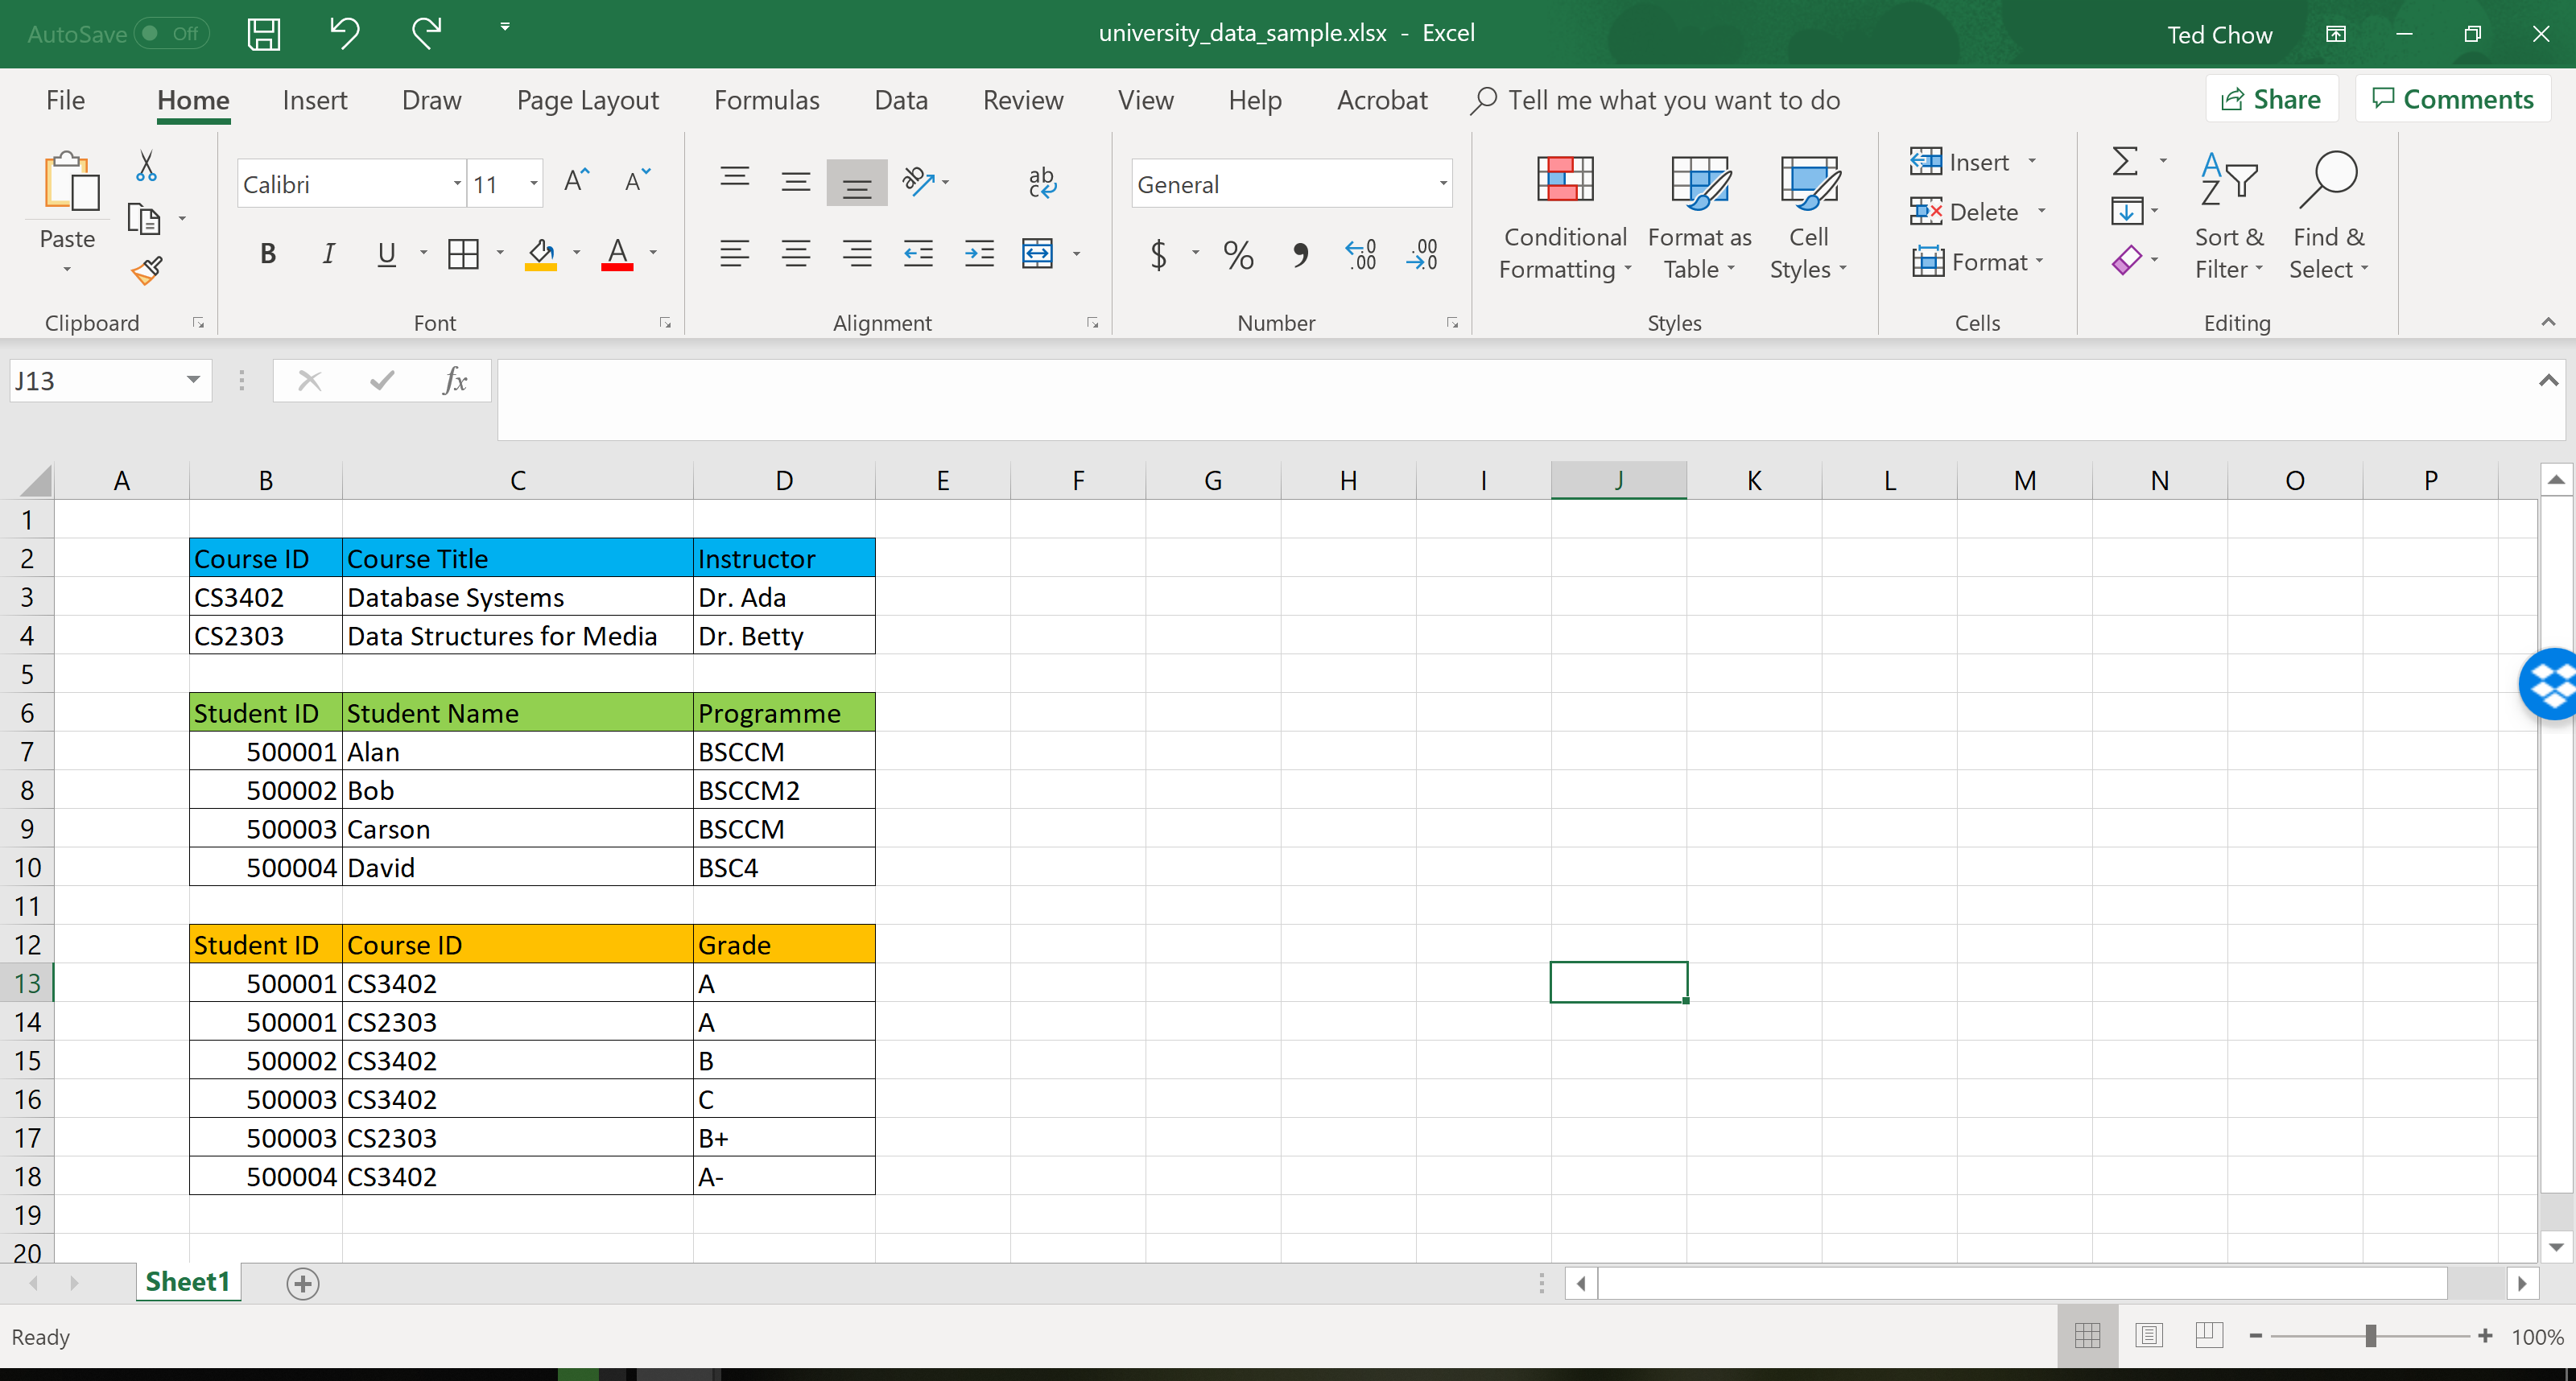 AutoSave Off
university_data_sample.xlsx - Excel
Ted Chow
File Home Insert Draw Page Layout Formulas Data Review View Help Acrobat Tell me what you want to do Share Comments
Paste
Clipboard
Calibri 11
B I U A
Font
ab c
Alignment
General
$ % , .0 .00 .00 .0
Number
Conditional Formatting
Format as Table
Cell Styles
Styles
Insert
Delete
Format
Cells
Σ
Sort & Filter
Find & Select
Editing
J13 fx
A B C D E F G H I J K L M N O P
1
2 Course ID Course Title Instructor
3 CS3402 Database Systems Dr. Ada
4 CS2303 Data Structures for Media Dr. Betty
5
6 Student ID Student Name Programme
7 500001 Alan BSCCM
8 500002 Bob BSCCM2
9 500003 Carson BSCCM
10 500004 David BSC4
11
12 Student ID Course ID Grade
13 500001 CS3402 A
14 500001 CS2303 A
15 500002 CS3402 B
16 500003 CS3402 C
17 500003 CS2303 B+
18 500004 CS3402 A-
19
20
Sheet1
Ready
100%